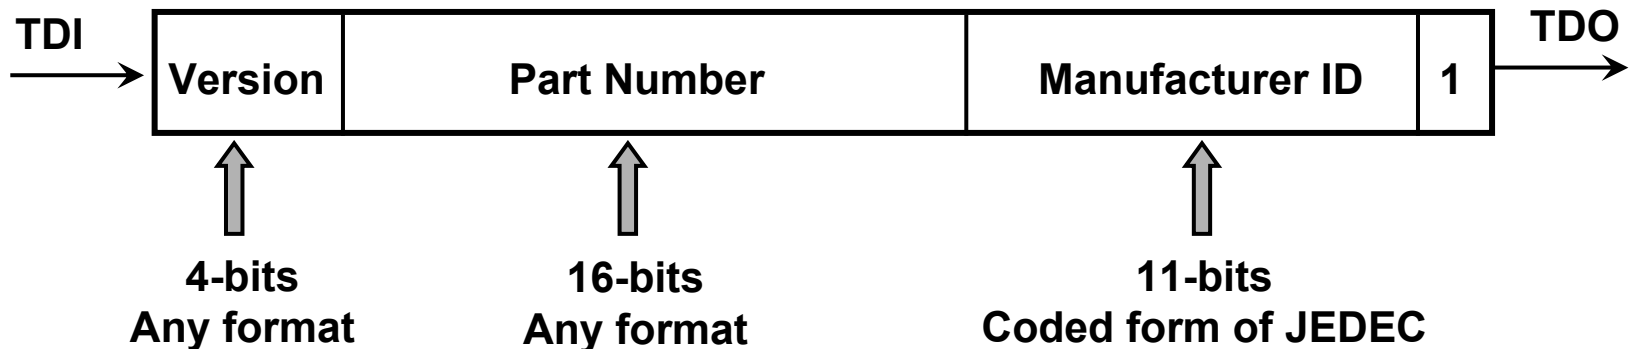 TDI
TDO
Version
Part Number
Manufacturer ID
1
4-bits
Any format
16-bits
Any format
11-bits
Coded form of JEDEC